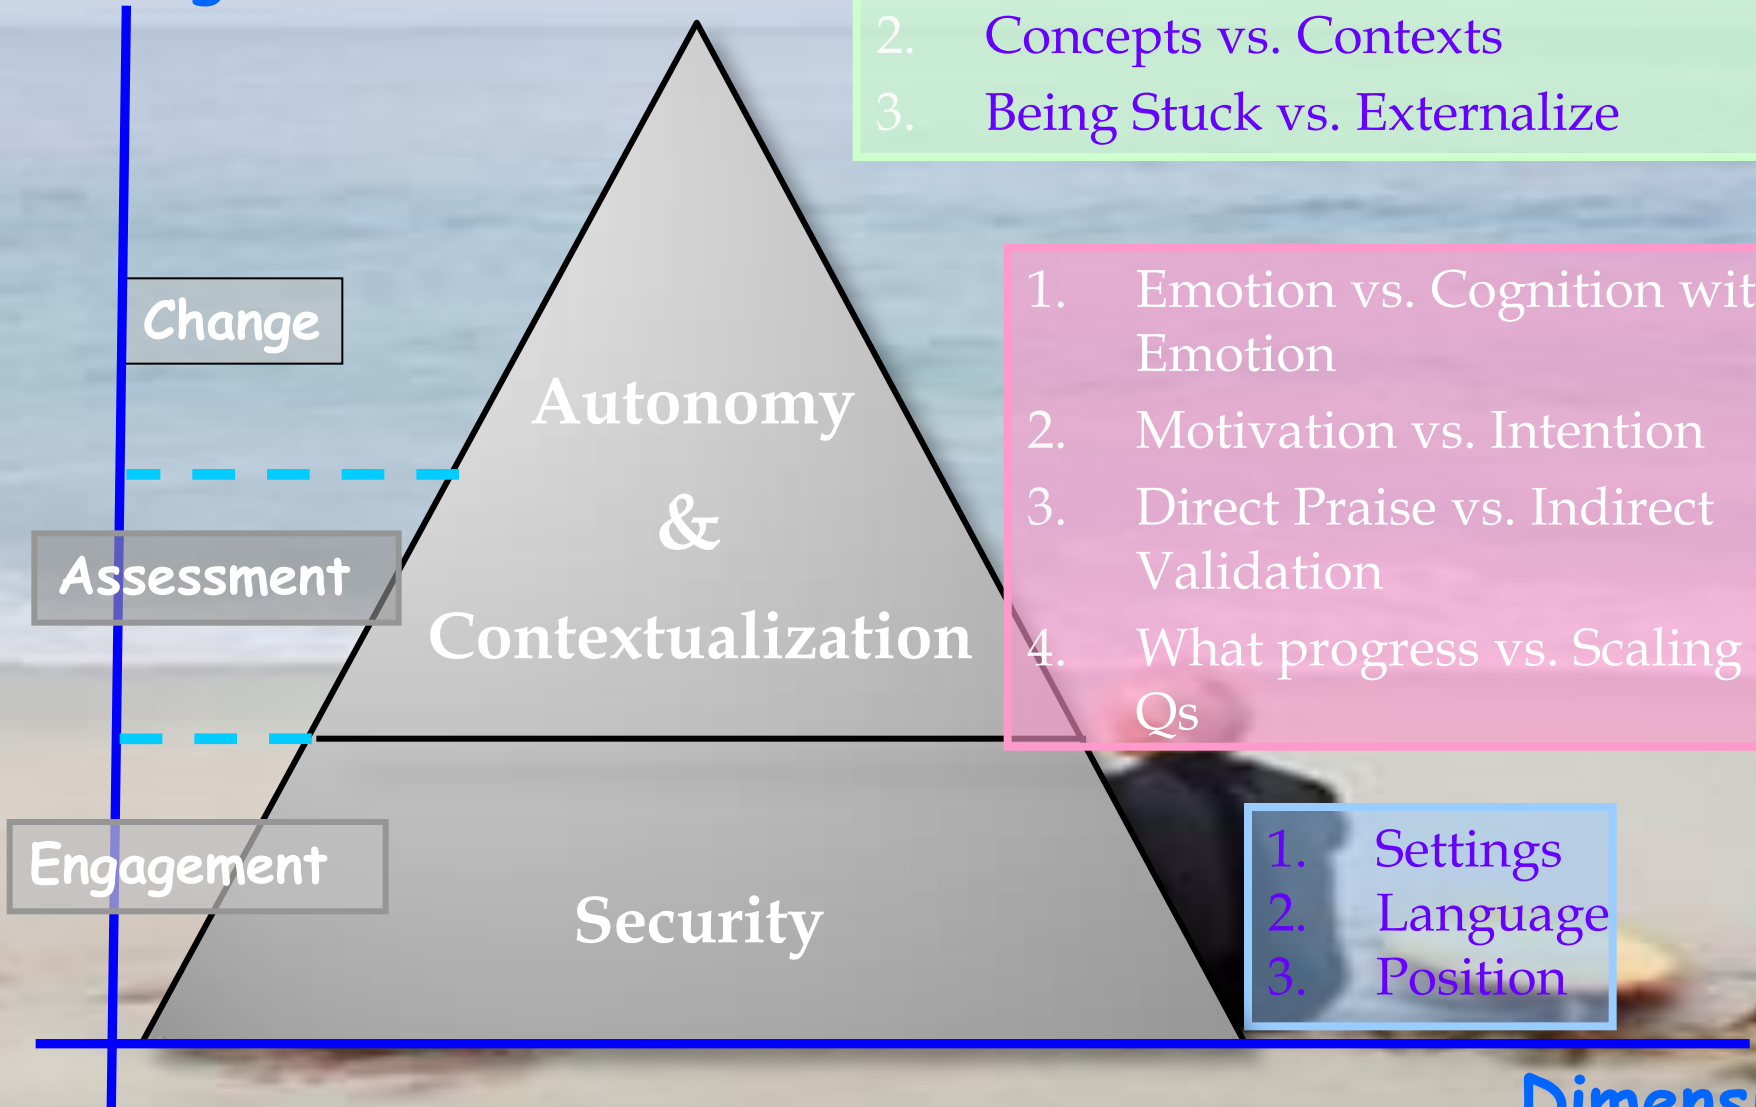 2. Concepts vs. Contexts
3. Being Stuck vs. Externalize
Change
1. Emotion vs. Cognition wit
Emotion
2. Motivation vs. Intention
3. Direct Praise vs. Indirect
Validation
4. What progress vs. Scaling
Qs
Autonomy
&
Contextualization
Assessment
Engagement
Security
1. Settings
2. Language
3. Position
Dimens